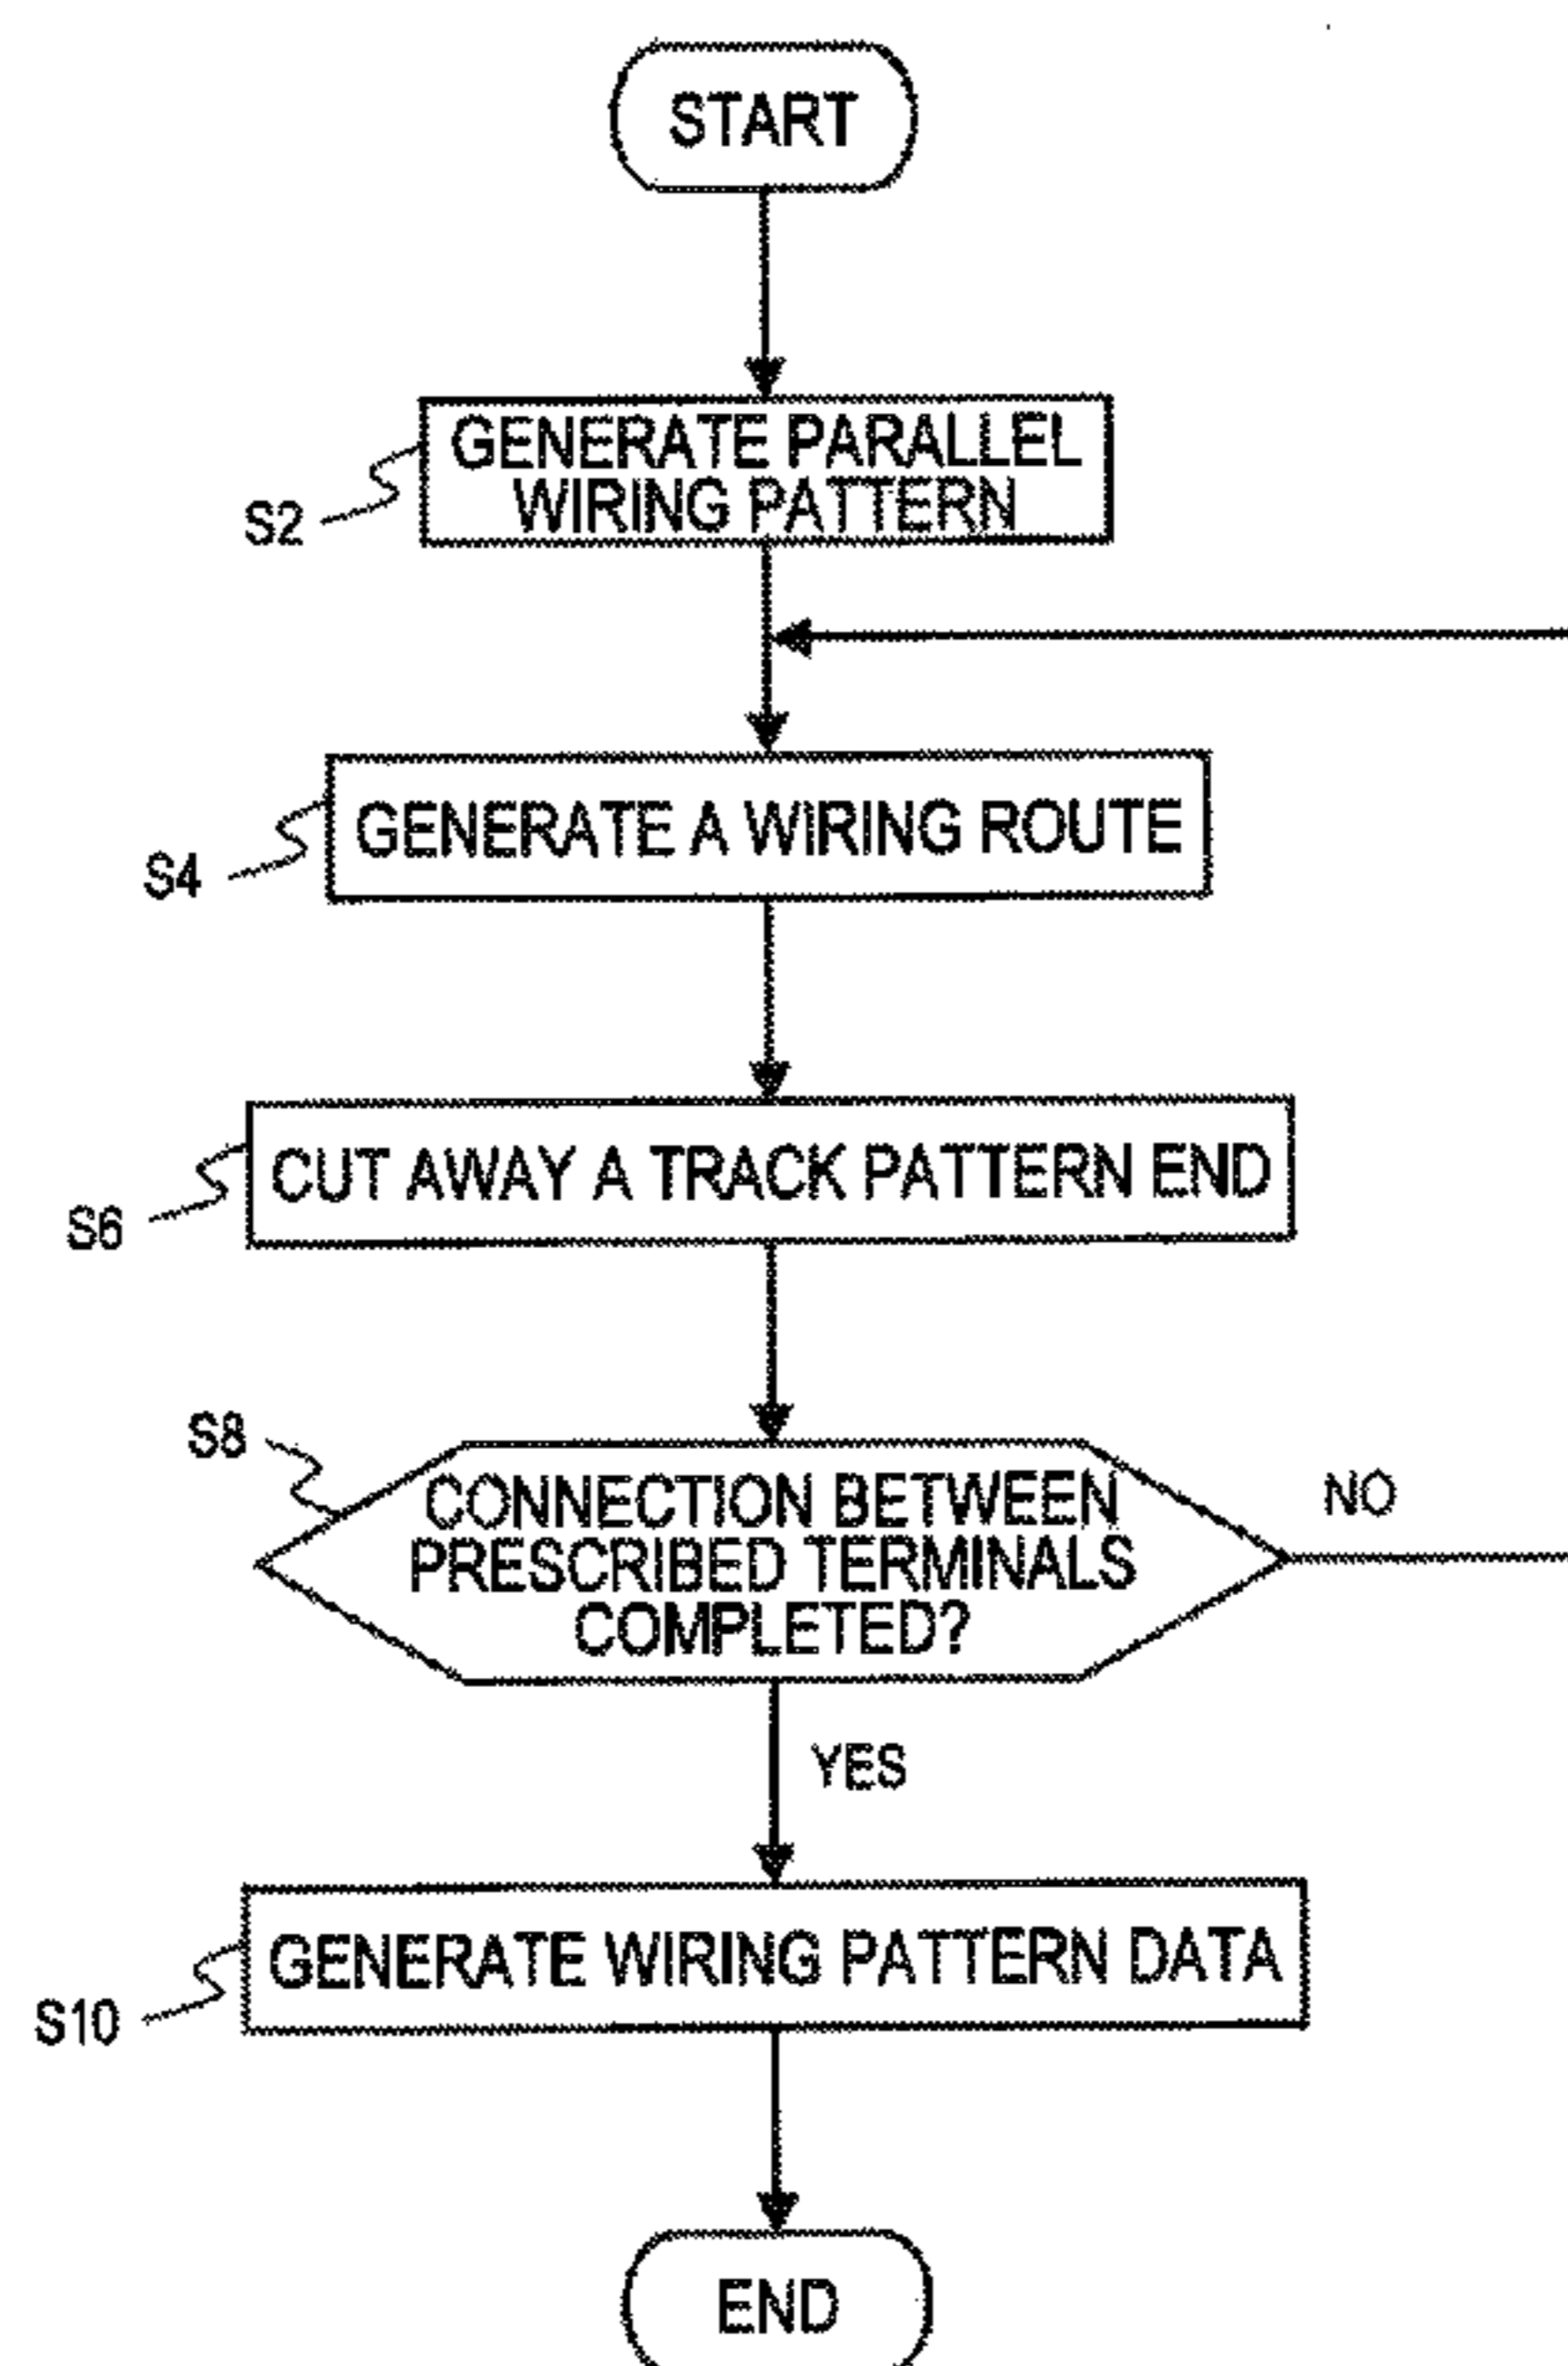 START
GENERATE PARALLEL
WIRING PATTERN
S2
GENERATE A WIRING ROUTE
S4
CUT AWAY A TRACK PATTERN END
S6
S8
CONNECTION BETWEEN
PRESCRIBED TERMINALS
COMPLETED?
NO
YES
GENERATE WIRING PATTERN DATA
S10
END